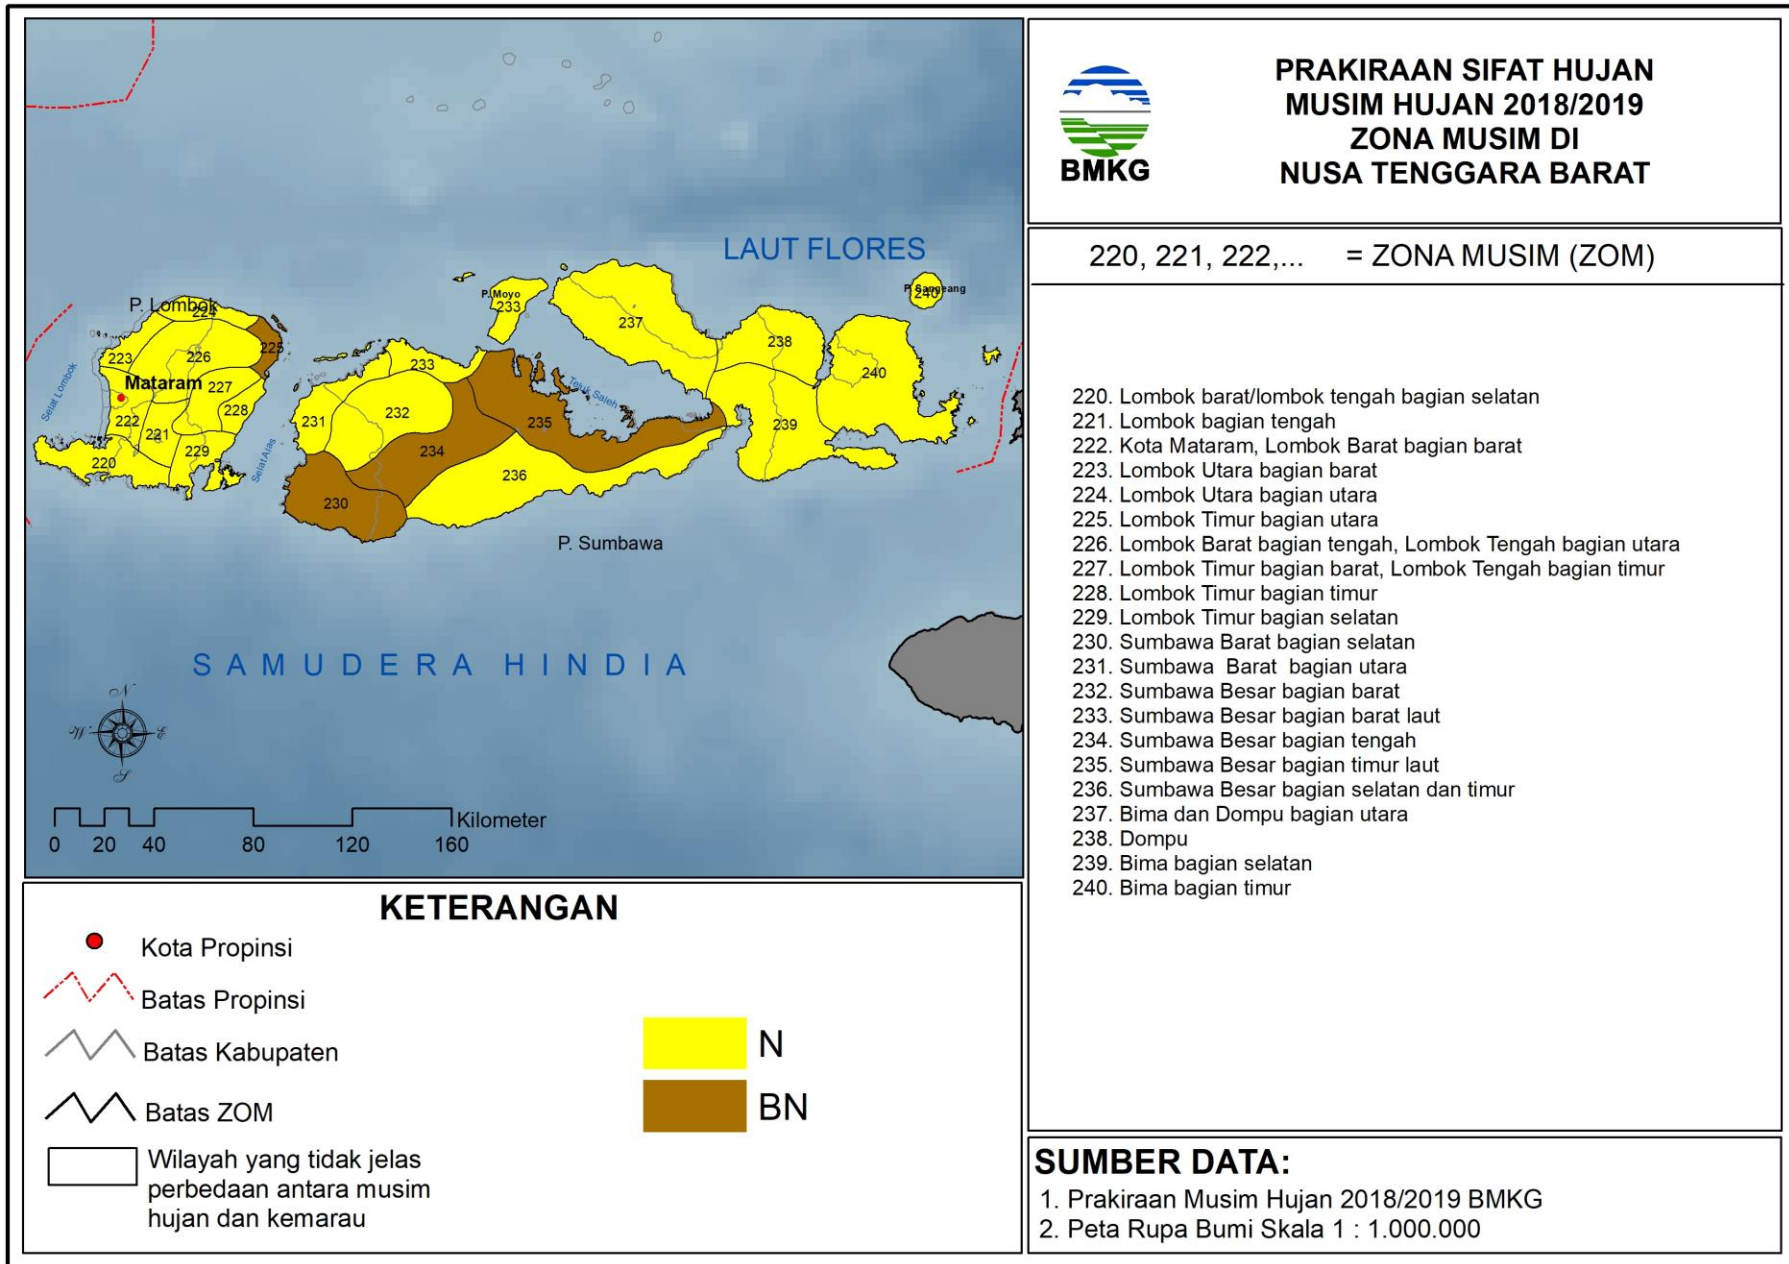 LAUT FLORES
P. Sangeang
240
P. Moyo
233
P. Lombok
224
237
238
223
226
225
233
240
Mataram
227
Teluk Saleh
Selat Lombok
228
231
232
235
239
222
221
229
234
Selat Alas
220
236
230
P. Sumbawa
SAMUDERA HINDIA
N
W
E
S
Kilometer
0 20 40 80 120 160
BMKG
PRAKIRAAN SIFAT HUJAN
MUSIM HUJAN 2018/2019
ZONA MUSIM DI
NUSA TENGGARA BARAT
220, 221, 222,... = ZONA MUSIM (ZOM)
220. Lombok barat/lombok tengah bagian selatan
221. Lombok bagian tengah
222. Kota Mataram, Lombok Barat bagian barat
223. Lombok Utara bagian barat
224. Lombok Utara bagian utara
225. Lombok Timur bagian utara
226. Lombok Barat bagian tengah, Lombok Tengah bagian utara
227. Lombok Timur bagian barat, Lombok Tengah bagian timur
228. Lombok Timur bagian timur
229. Lombok Timur bagian selatan
230. Sumbawa Barat bagian selatan
231. Sumbawa Barat bagian utara
232. Sumbawa Besar bagian barat
233. Sumbawa Besar bagian barat laut
234. Sumbawa Besar bagian tengah
235. Sumbawa Besar bagian timur laut
236. Sumbawa Besar bagian selatan dan timur
237. Bima dan Dompu bagian utara
238. Dompu
239. Bima bagian selatan
240. Bima bagian timur
KETERANGAN
Kota Propinsi
Batas Propinsi
Batas Kabupaten
Batas ZOM
Wilayah yang tidak jelas
perbedaan antara musim
hujan dan kemarau
N
BN
SUMBER DATA:
1. Prakiraan Musim Hujan 2018/2019 BMKG
2. Peta Rupa Bumi Skala 1 : 1.000.000